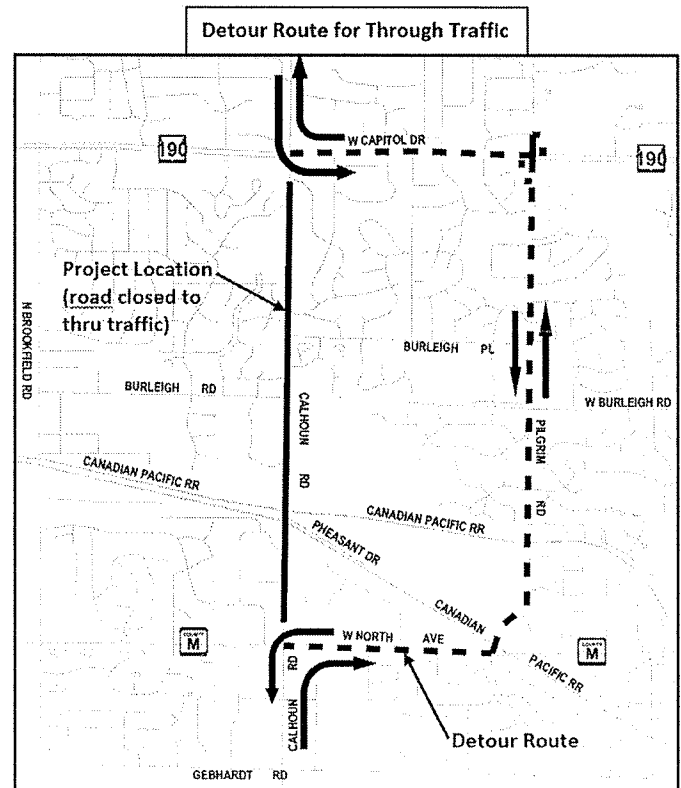 Detour Route for Through Traffic
W CAPITOL DR
190
190
Project Location
(road closed to
thru traffic)
N BROOKFIELD RD
BURLEIGH PL
BURLEIGH RD
W BURLEIGH RD
CALHOUN RD
PILGRIM RD
CANADIAN PACIFIC RR
CANADIAN PACIFIC RR
PHEASANT DR
CANADIAN PACIFIC RR
W NORTH AVE
COUNTY
M
COUNTY
M
CALHOUN RD
Detour Route
GEBHARDT RD